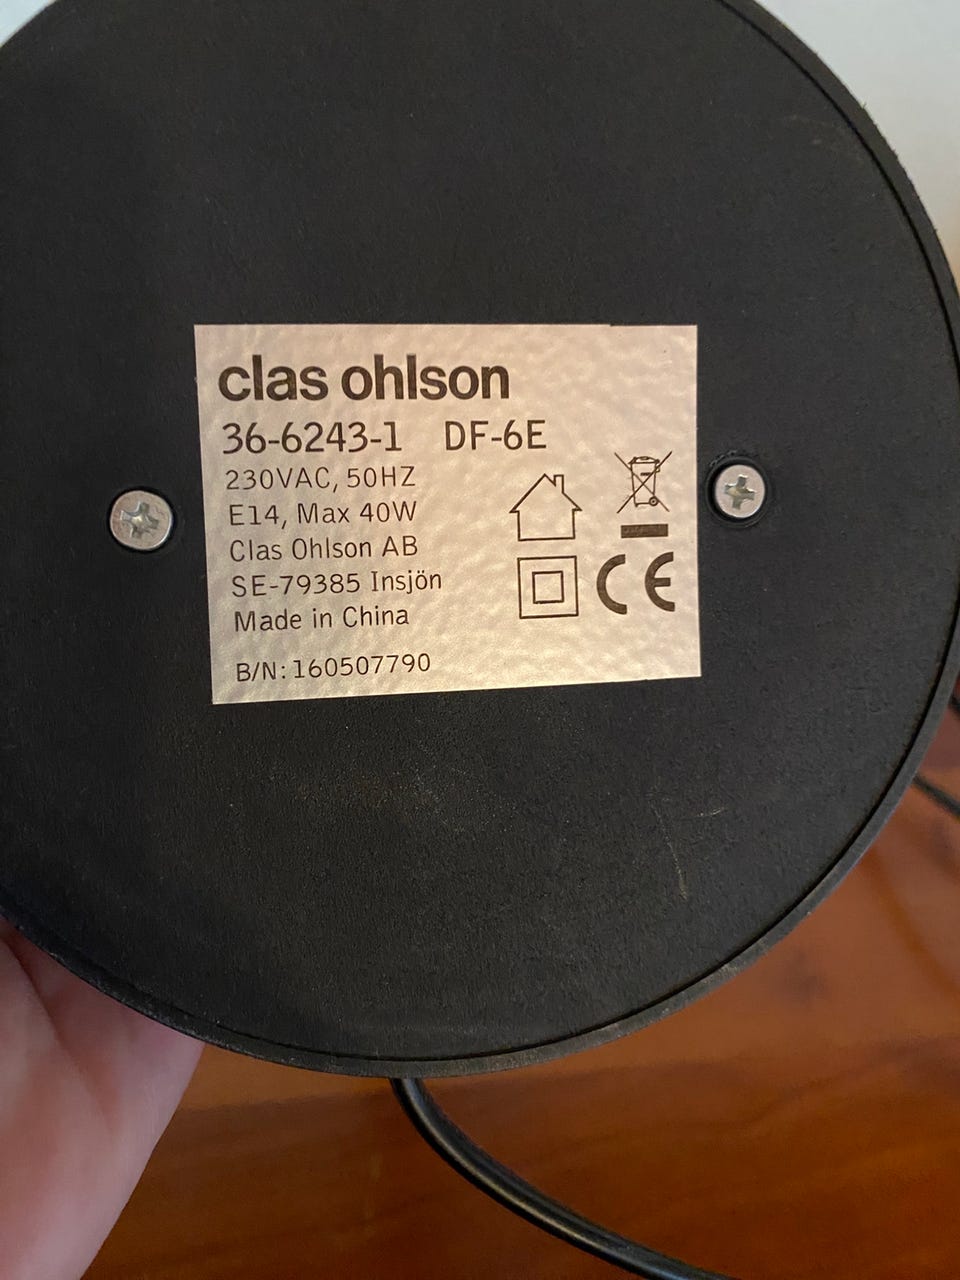 clas ohlson
36-6243-1 DF-6E
230VAC, 50HZ
E14, Max 40W
Clas Ohlson AB
SE-79385 Insjön
Made in China
B/N: 160507790
CE